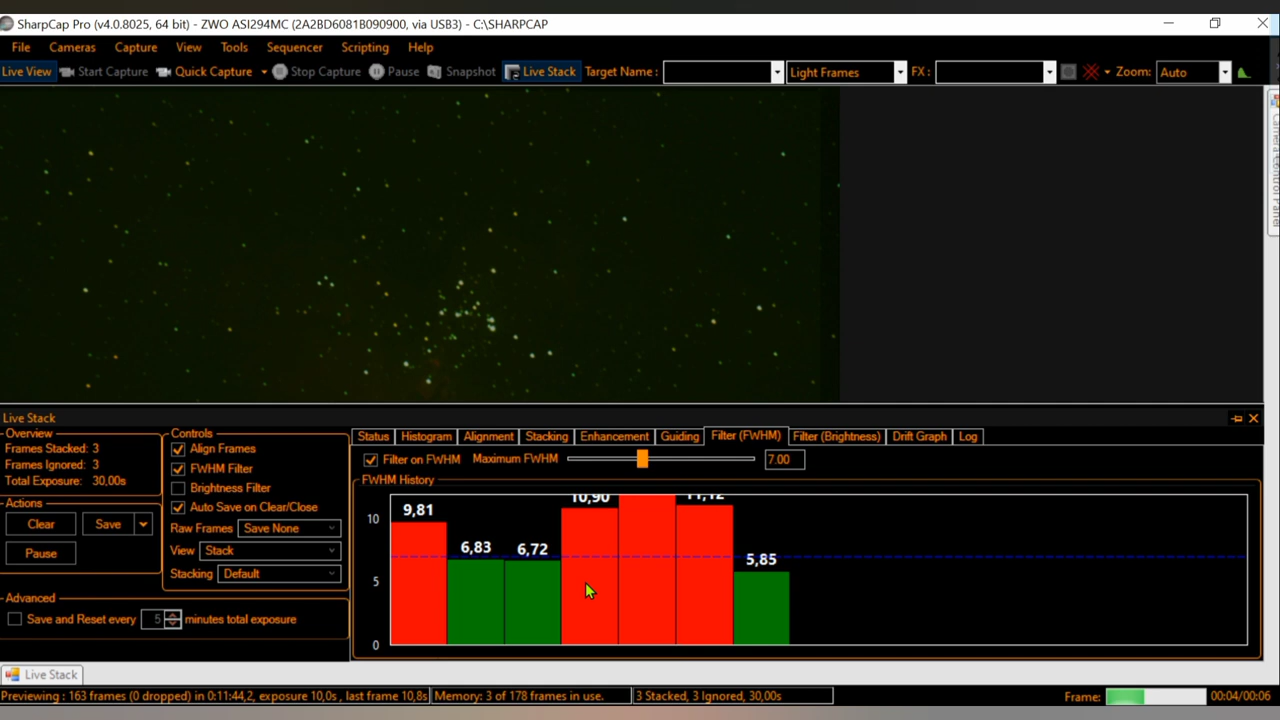 SharpCap Pro (v4.0.8025, 64 bit) - ZWO ASI294MC (2A2BD6081B090900, via USB3) - C:\SHARPCAP
File Cameras Capture View Tools Sequencer Scripting Help
Live View Start Capture Quick Capture Stop Capture Pause Snapshot Live Stack Target Name : Light Frames FX : Zoom: Auto
Camera Control Panel
Live Stack
Overview
Frames Stacked: 3
Frames Ignored: 3
Total Exposure: 30,00s
Actions
Clear Save
Pause
Controls
Align Frames
FWHM Filter
Brightness Filter
Auto Save on Clear/Close
Raw Frames Save None
View Stack
Stacking Default
Advanced
Save and Reset every 5 minutes total exposure
Status Histogram Alignment Stacking Enhancement Guiding Filter (FWHM) Filter (Brightness) Drift Graph Log
Filter on FWHM Maximum FWHM 7.00
FWHM History
10
5
0
9,81
6,83
6,72
10,90
11,12
5,85
Live Stack
Previewing : 163 frames (0 dropped) in 0:11:44,2, exposure 10,0s , last frame 10,8s Memory: 3 of 178 frames in use. 3 Stacked, 3 Ignored, 30,00s Frame: 00:04/00:06